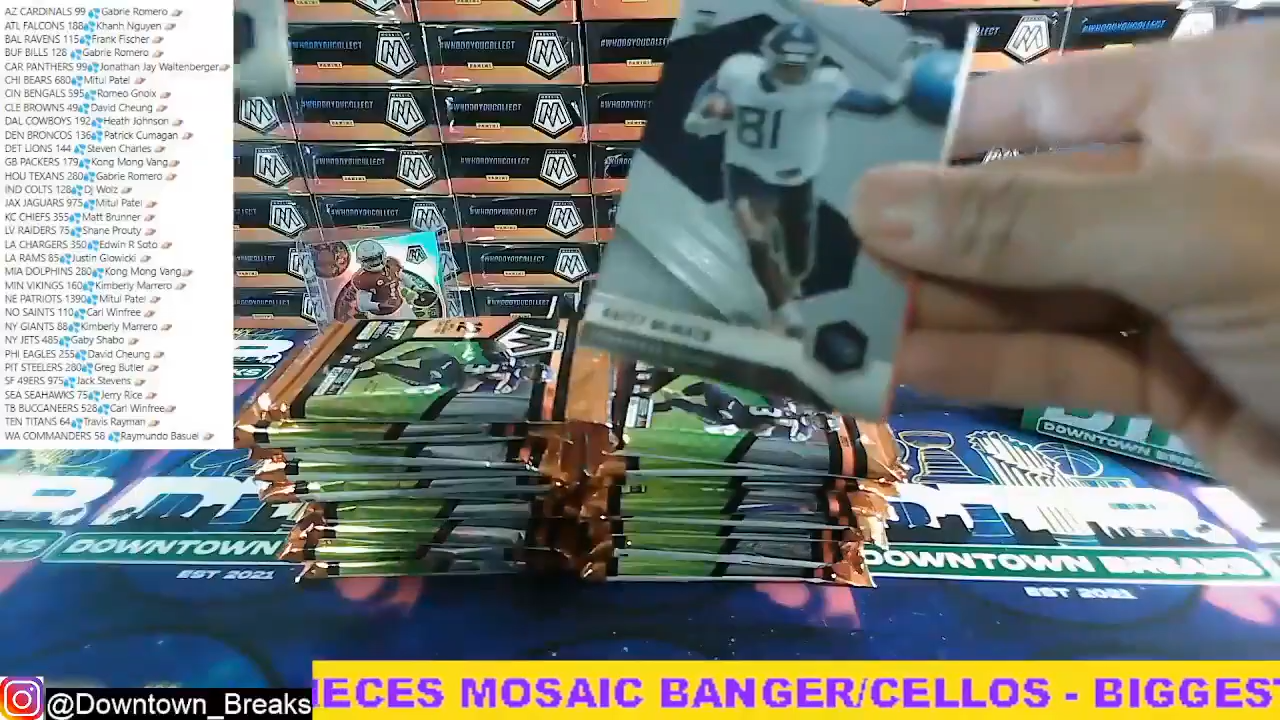 AZ CARDINALS 99💦Gabrie Romero
ATL FALCONS 188💦Khanh Nguyen
BAL RAVENS 115💦Frank Fischer
BUF BILLS 128 💦Gabrie Romero
CAR PANTHERS 99💦Jonathan Jay Waltenberger
CHI BEARS 680💦Mitul Patel
CIN BENGALS 595💦Romeo Gnoix
CLE BROWNS 49💦David Cheung
DAL COWBOYS 192💦Heath Johnson
DEN BRONCOS 136💦Patrick Cumagan
DET LIONS 144 💦Steven Charles
GB PACKERS 179💦Kong Mong Vang
HOU TEXANS 280💦Gabrie Romero
IND COLTS 128💦DJ Wolz
JAX JAGUARS 975💦Mitul Patel
KC CHIEFS 355💦Matt Brunner
LV RAIDERS 75💦Shane Prouty
LA CHARGERS 350💦Edwin R Soto
LA RAMS 85💦Justin Glowicki
MIA DOLPHINS 280💦Kong Mong Vang
MIN VIKINGS 160💦Kimberly Marrero
NE PATRIOTS 1390💦Mitul Patel
NO SAINTS 110💦Carl Winfree
NY GIANTS 88💦Kimberly Marrero
NY JETS 485💦Gaby Shabo
PHI EAGLES 255💦David Cheung
PIT STEELERS 280💦Greg Butler
SF 49ERS 975💦Jack Stevens
SEA SEAHAWKS 75💦Jerry Rice
TB BUCCANEERS 528💦Carl Winfree
TEN TITANS 64💦Travis Rayman
WA COMMANDERS 58 💦Raymundo Basuel
#WHODOYOUCOLLECT
PANINI
81
DOWNTOWN BREAKS
DOWNTOWN
EST 2021
DOWNTOWN BREAKS
EST 2021
@Downtown_Breaks
IECES MOSAIC BANGER/CELLOS - BIGGEST